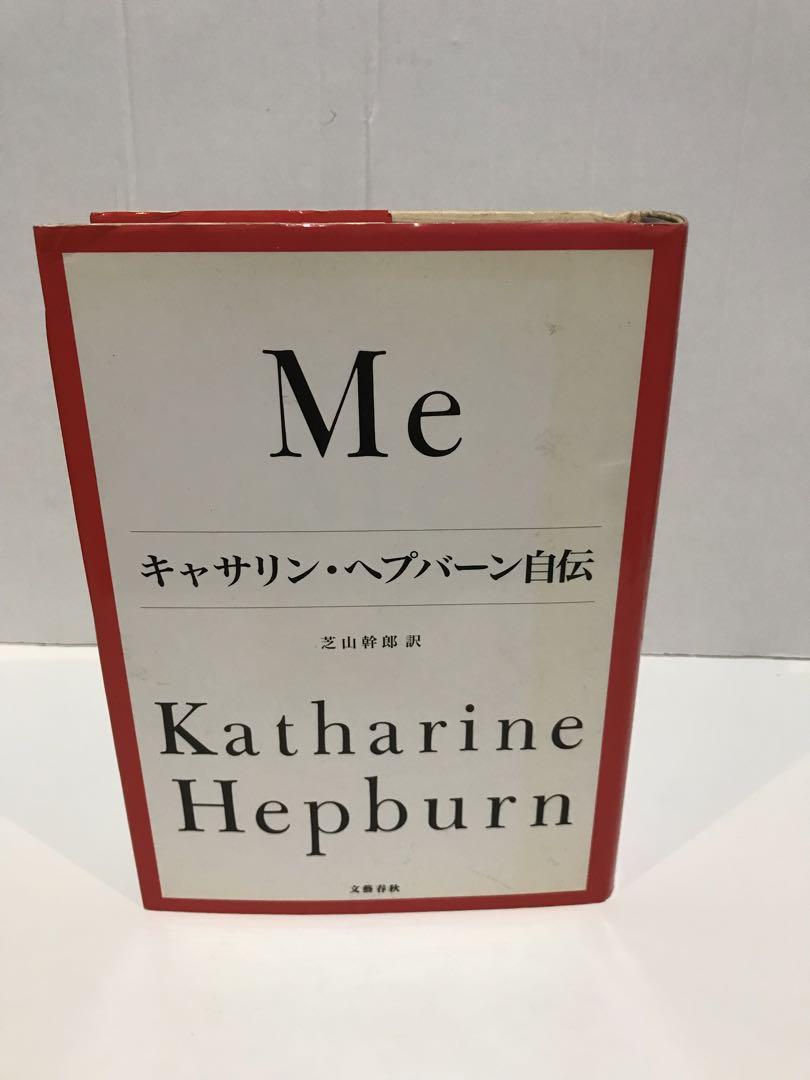 Me
キャサリン・ヘプバーン自伝
芝山幹郎 訳
Katharine
Hepburn
文藝春秋